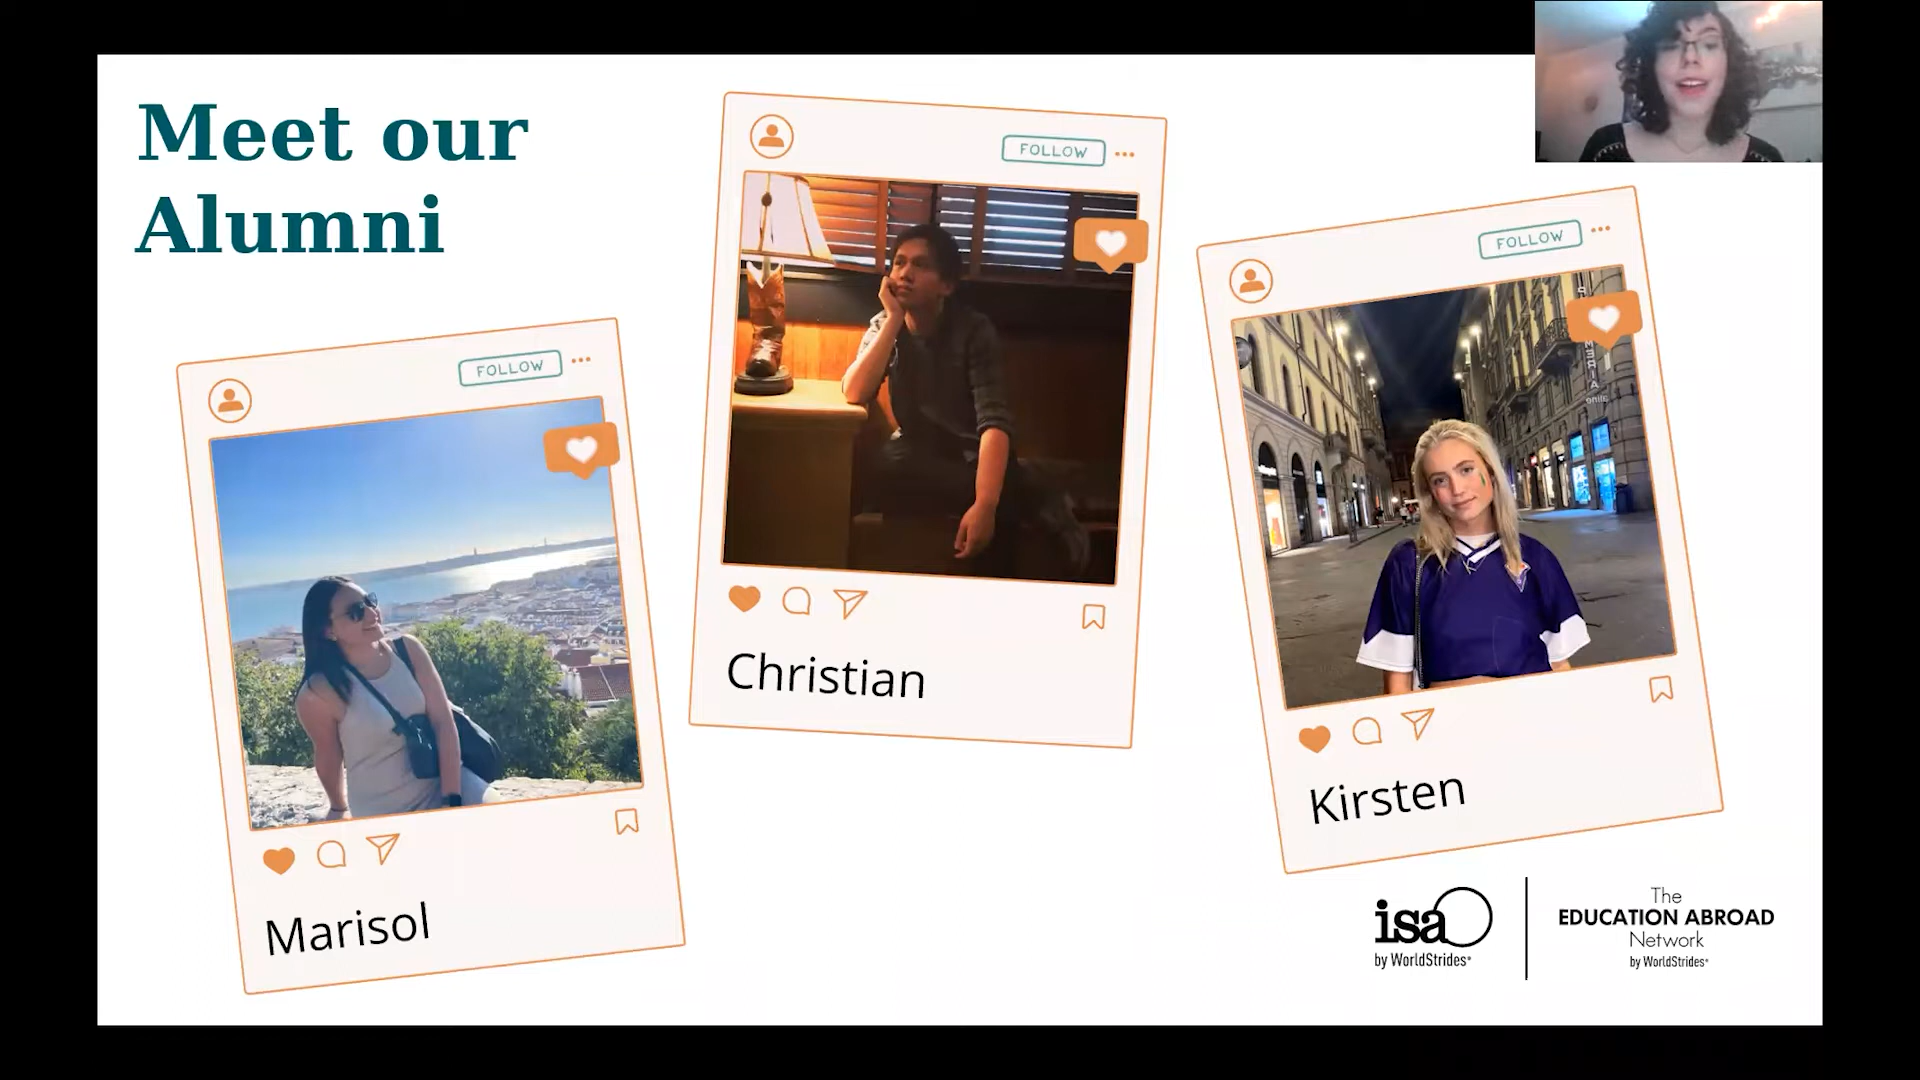 Meet our
Alumni
FOLLOW
Marisol
FOLLOW
Christian
FOLLOW
Kirsten
isa
by WorldStrides®
The
EDUCATION ABROAD
Network
by WorldStrides®